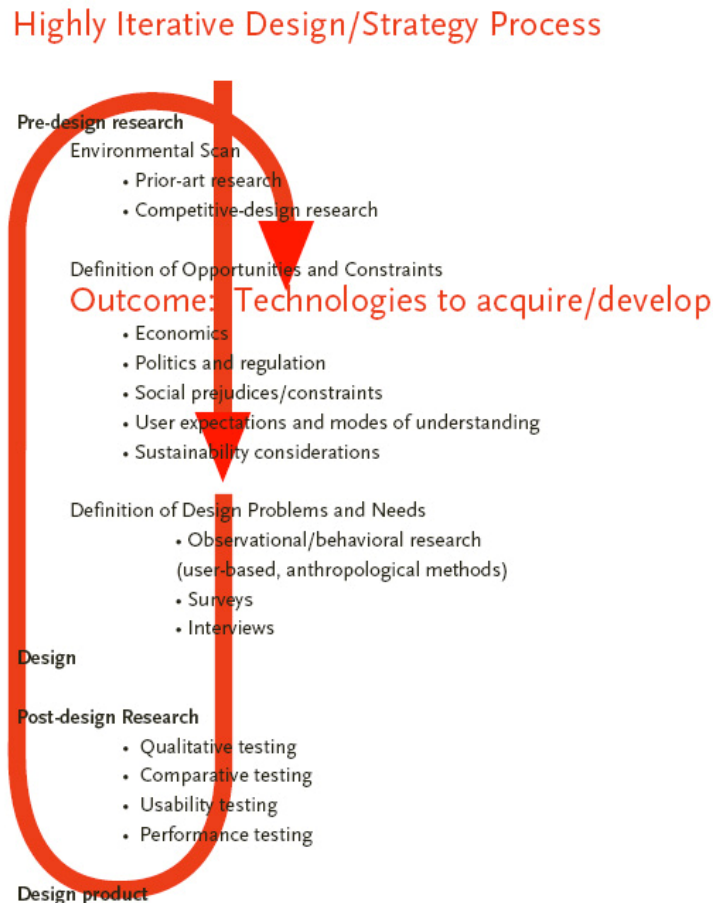 Highly Iterative Design/Strategy Process
Pre-design research
Environmental Scan
• Prior-art research
• Competitive-design research
Definition of Opportunities and Constraints
Outcome: Technologies to acquire/develop
• Economics
• Politics and regulation
• Social prejudices/constraints
• User expectations and modes of understanding
• Sustainability considerations
Definition of Design Problems and Needs
• Observational/behavioral research
(user-based, anthropological methods)
• Surveys
• Interviews
Design
Post-design Research
• Qualitative testing
• Comparative testing
• Usability testing
• Performance testing
Design product